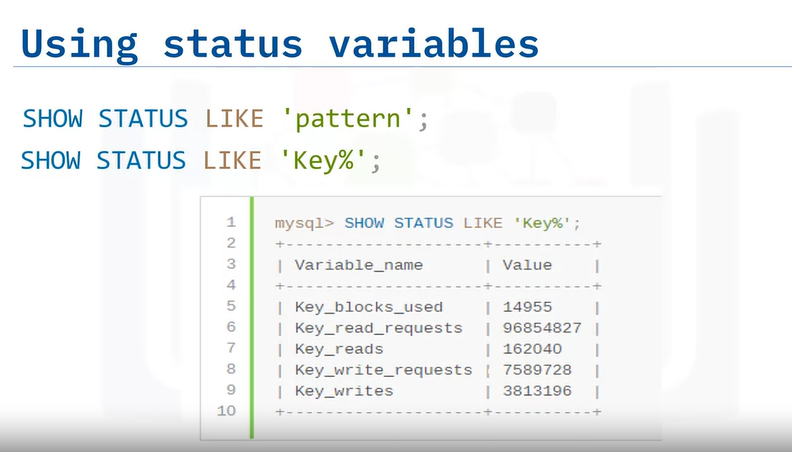 Using status variables
SHOW STATUS LIKE 'pattern';
SHOW STATUS LIKE 'Key%';
1 mysql> SHOW STATUS LIKE 'Key%';
2 +--------------------+----------+
3 | Variable_name | Value |
4 +--------------------+----------+
5 | Key_blocks_used | 14955 |
6 | Key_read_requests | 96854827 |
7 | Key_reads | 162040 |
8 | Key_write_requests | 7589728 |
9 | Key_writes | 3813196 |
10 +--------------------+----------+